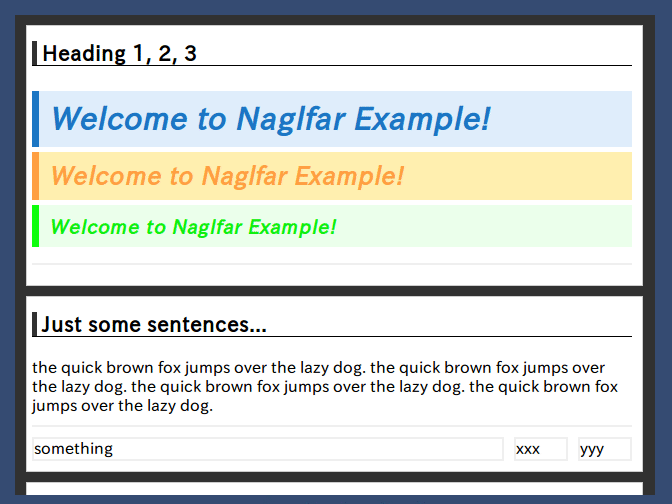 Heading 1, 2, 3
Welcome to Naglfar Example!
Welcome to Naglfar Example!
Welcome to Naglfar Example!
Just some sentences...
the quick brown fox jumps over the lazy dog. the quick brown fox jumps over
the lazy dog. the quick brown fox jumps over the lazy dog. the quick brown fox
jumps over the lazy dog.
something xxx yyy